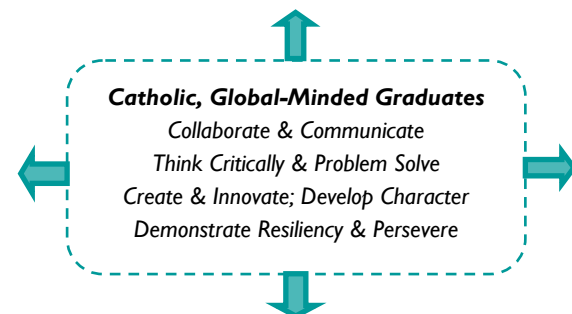 Catholic, Global-Minded Graduates
Collaborate & Communicate
Think Critically & Problem Solve
Create & Innovate; Develop Character
Demonstrate Resiliency & Persevere